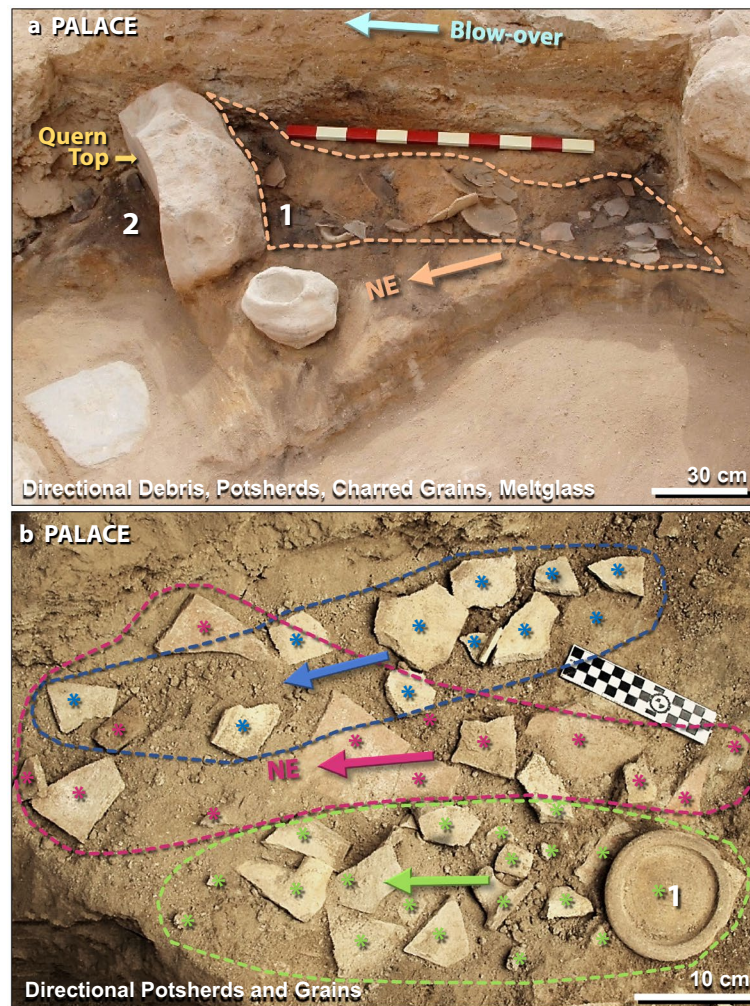 a PALACE
Blow-over
Quern
Top
1
2
NE
30 cm
Directional Debris, Potsherds, Charred Grains, Meltglass
b PALACE
NE
1
10 cm
Directional Potsherds and Grains